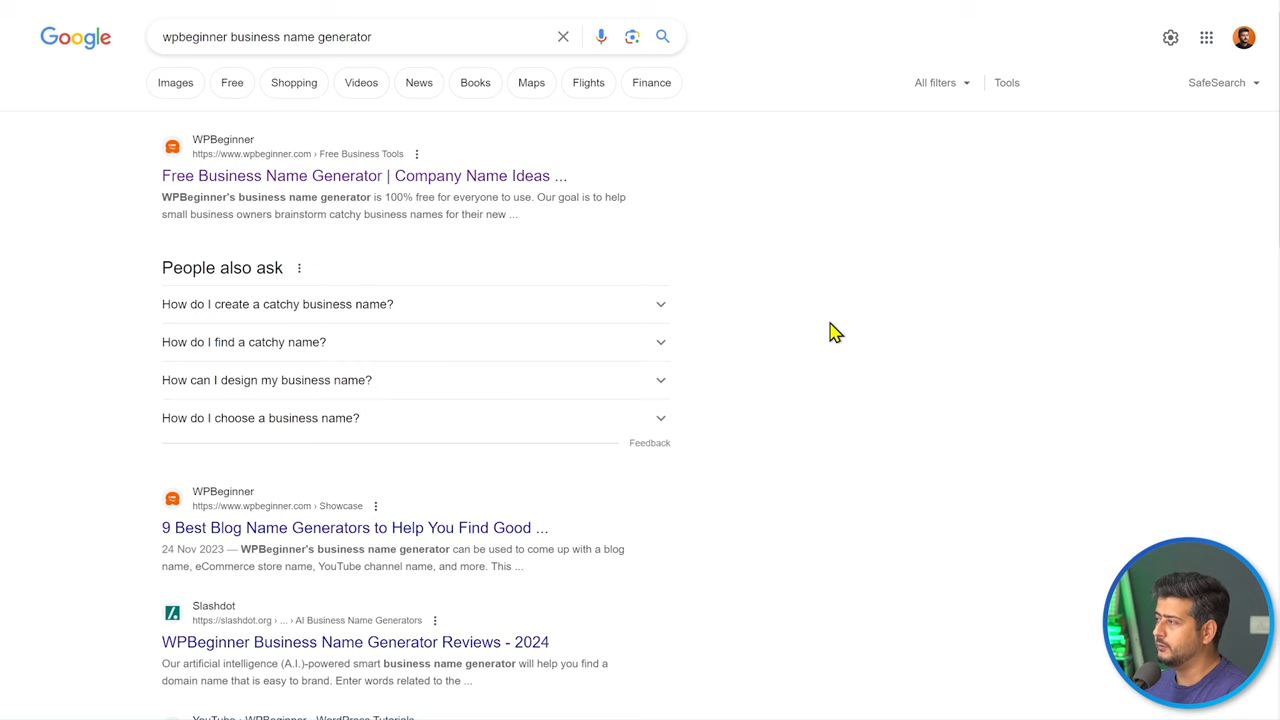 Google
wpbeginner business name generator
Images
Free
Shopping
Videos
News
Books
Maps
Flights
Finance
All filters
Tools
SafeSearch
WPBeginner
https://www.wpbeginner.com › Free Business Tools
Free Business Name Generator | Company Name Ideas ...
WPBeginner's business name generator is 100% free for everyone to use. Our goal is to help
small business owners brainstorm catchy business names for their new ...
People also ask
How do I create a catchy business name?
How do I find a catchy name?
How can I design my business name?
How do I choose a business name?
Feedback
WPBeginner
https://www.wpbeginner.com › Showcase
9 Best Blog Name Generators to Help You Find Good ...
24 Nov 2023 — WPBeginner's business name generator can be used to come up with a blog
name, eCommerce store name, YouTube channel name, and more. This ...
Slashdot
https://slashdot.org › ... › AI Business Name Generators
WPBeginner Business Name Generator Reviews - 2024
Our artificial intelligence (A.I.)-powered smart business name generator will help you find a
domain name that is easy to brand. Enter words related to the ...
YouTube · WPBeginner - WordPress Tutorials